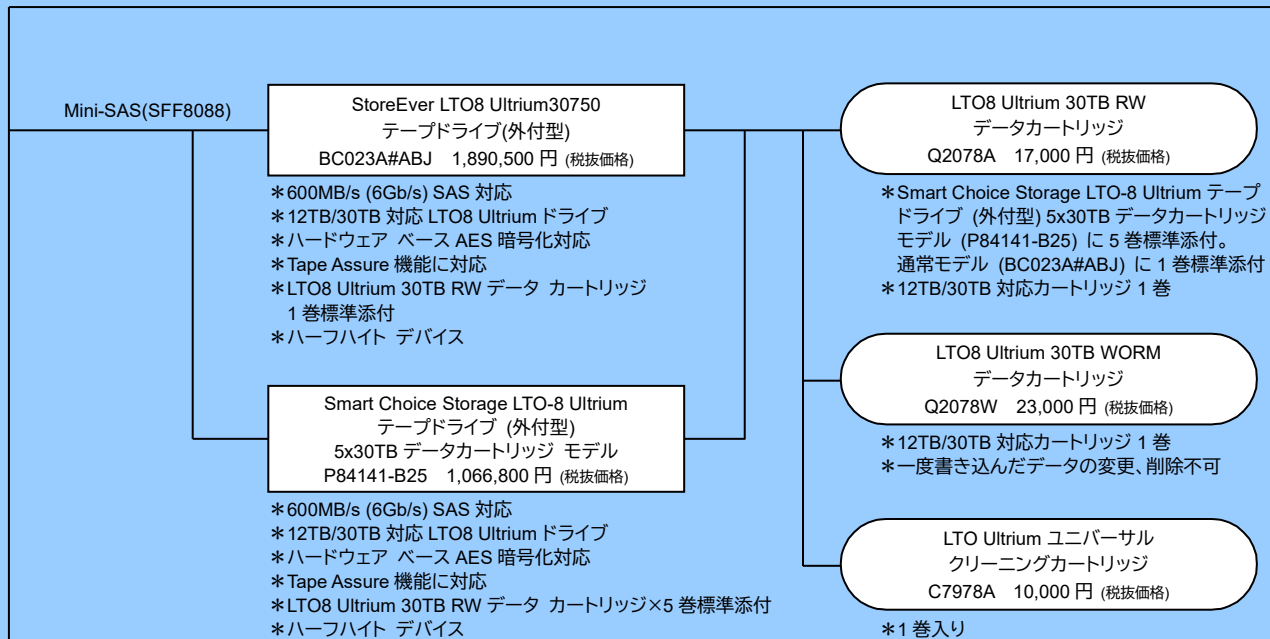 Mini-SAS(SFF8088)
StoreEver LTO8 Ultrium30750
テープドライブ(外付型)
BC023A#ABJ 1,890,500 円 (税抜価格)
＊600MB/s (6Gb/s) SAS 対応
＊12TB/30TB 対応 LTO8 Ultrium ドライブ
＊ハードウェア ベース AES 暗号化対応
＊Tape Assure 機能に対応
＊LTO8 Ultrium 30TB RW データ カートリッジ
1 巻標準添付
＊ハーフハイト デバイス
Smart Choice Storage LTO-8 Ultrium
テープドライブ (外付型)
5x30TB データカートリッジ モデル
P84141-B25 1,066,800 円 (税抜価格)
＊600MB/s (6Gb/s) SAS 対応
＊12TB/30TB 対応 LTO8 Ultrium ドライブ
＊ハードウェア ベース AES 暗号化対応
＊Tape Assure 機能に対応
＊LTO8 Ultrium 30TB RW データ カートリッジ×5 巻標準添付
＊ハーフハイト デバイス
LTO8 Ultrium 30TB RW
データカートリッジ
Q2078A 17,000 円 (税抜価格)
＊Smart Choice Storage LTO-8 Ultrium テープ
ドライブ (外付型) 5x30TB データカートリッジ
モデル (P84141-B25) に 5 巻標準添付。
通常モデル (BC023A#ABJ) に 1 巻標準添付
＊12TB/30TB 対応カートリッジ 1 巻
LTO8 Ultrium 30TB WORM
データカートリッジ
Q2078W 23,000 円 (税抜価格)
＊12TB/30TB 対応カートリッジ 1 巻
＊一度書き込んだデータの変更、削除不可
LTO Ultrium ユニバーサル
クリーニングカートリッジ
C7978A 10,000 円 (税抜価格)
＊1 巻入り